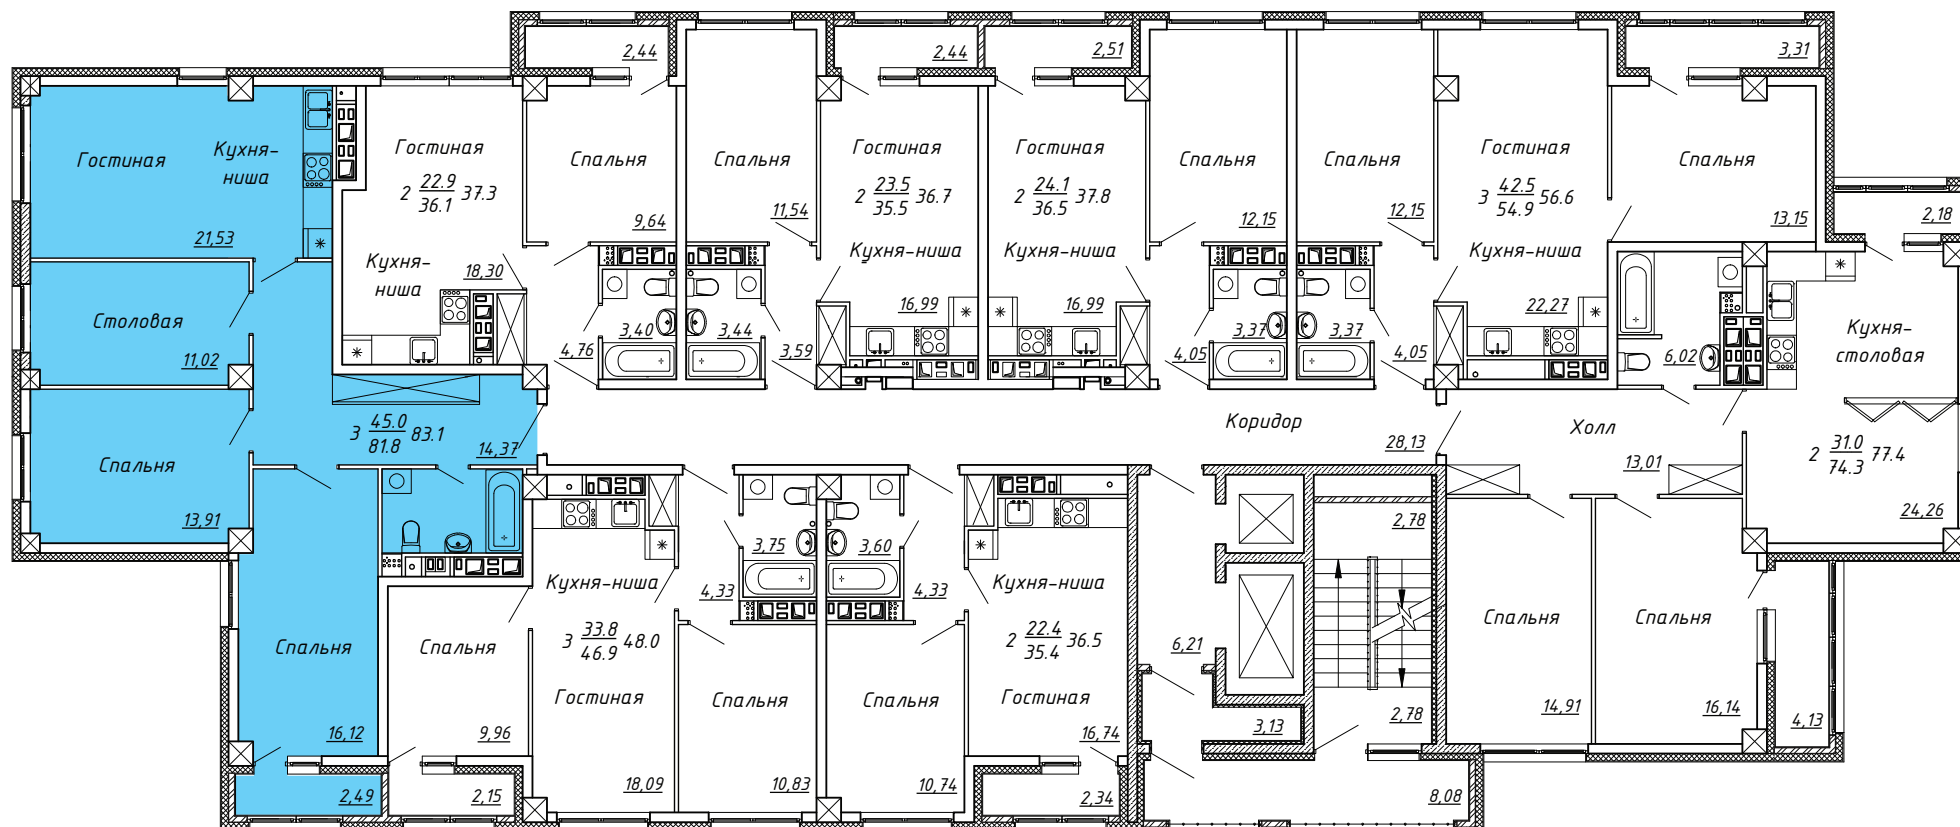 2,44
2,44
2,51
3,31
Гостиная
Кухня-
ниша
21,53
Гостиная
2 22.9 37.3
36.1
Кухня-
ниша
18,30
Спальня
9,64
Спальня
11,54
Гостиная
2 23.5 36.7
35.5
Кухня-ниша
16,99
Гостиная
2 24.1 37.8
36.5
Кухня-ниша
16,99
Спальня
12,15
Спальня
12,15
Гостиная
3 42.5 56.6
54.9
Кухня-ниша
22,27
Спальня
13,15
2,18
Столовая
11,02
3,40
4,76
3,44
3,59
3,37
4,05
3,37
4,05
6,02
Кухня-
столовая
3 45.0 83.1
81.8
14,37
Коридор
28,13
Холл
13,01
2 31.0 77.4
74.3
24,26
Спальня
13,91
3,75
4,33
3,60
4,33
2,78
Спальня
16,12
Спальня
9,96
Кухня-ниша
3 33.8 48.0
46.9
Гостиная
18,09
Спальня
10,83
Спальня
10,74
Кухня-ниша
2 22.4 36.5
35.4
Гостиная
16,74
6,21
3,13
2,78
Спальня
14,91
Спальня
16,14
4,13
2,49
2,15
2,34
8,08